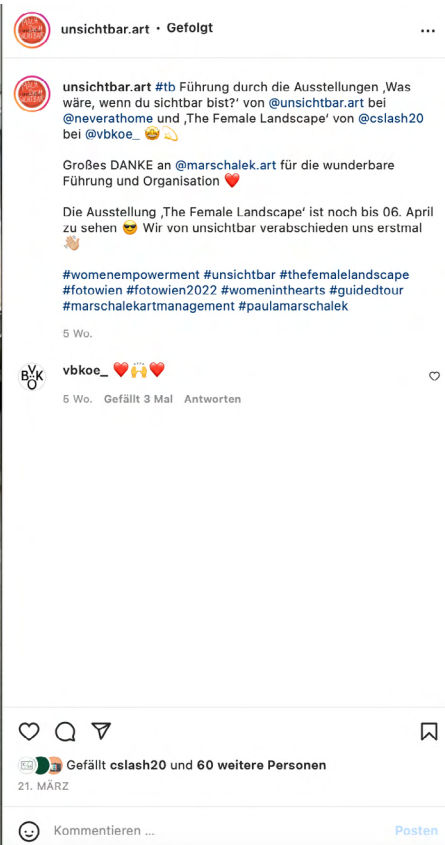 unsichtbar.art • Gefolgt
unsichtbar.art #tb Führung durch die Ausstellungen ‚Was
wäre, wenn du sichtbar bist?‘ von @unsichtbar.art bei
@neverathome und ‚The Female Landscape‘ von @cslash20
bei @vbkoe_ 🤩💫
Großes DANKE an @marschalek.art für die wunderbare
Führung und Organisation ❤️
Die Ausstellung ‚The Female Landscape‘ ist noch bis 06. April
zu sehen 😎 Wir von unsichtbar verabschieden uns erstmal
👋🏼
#womenempowerment #unsichtbar #thefemalelandscape
#fotowien #fotowien2022 #womeninthearts #guidedtour
#marschalekartmanagement #paulamarschalek
5 Wo.
VBKÖ
vbkoe_ ❤️🙌❤️
5 Wo. Gefällt 3 Mal Antworten
Gefällt cslash20 und 60 weitere Personen
21. MÄRZ
Kommentieren ...
Posten